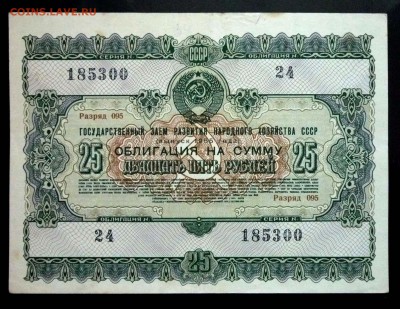 COINS.LAVE.RU
СССР
ОБЛИГАЦИЯ N.
185300 24
Разряд 095
ГОСУДАРСТВЕННЫЙ ЗАЕМ РАЗВИТИЯ НАРОДНОГО ХОЗЯЙСТВА СССР
25 ОБЛИГАЦИЯ НА СУММУ 25
ДВАДЦАТЬ ПЯТЬ РУБЛЕЙ
Разряд 095
ОБЛИГАЦИЯ N. СЕРИЯ N.
24 185300
25